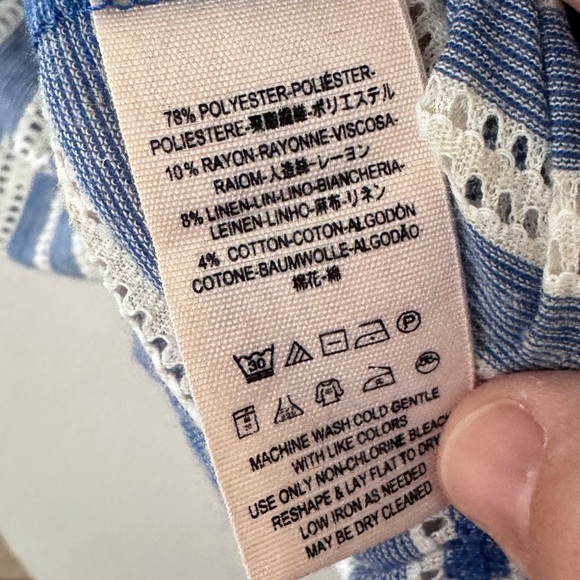 78% POLYESTER-POLIÉSTER-
POLIESTERE-聚酯纖維-ポリエステル
10% RAYON-RAYONNE-VISCOSA-
RAIOM-人造絲-レーヨン
8% LINEN-LIN-LINO-BIANCHERIA-
LEINEN-LINHO-麻布-リネン
4% COTTON-COTON-ALGODÓN
COTONE-BAUMWOLLE-ALGODÃO
棉花-綿
30
P
MACHINE WASH COLD GENTLE
WITH LIKE COLORS
USE ONLY NON-CHLORINE BLEACH
RESHAPE & LAY FLAT TO DRY
LOW IRON AS NEEDED
MAY BE DRY CLEANED